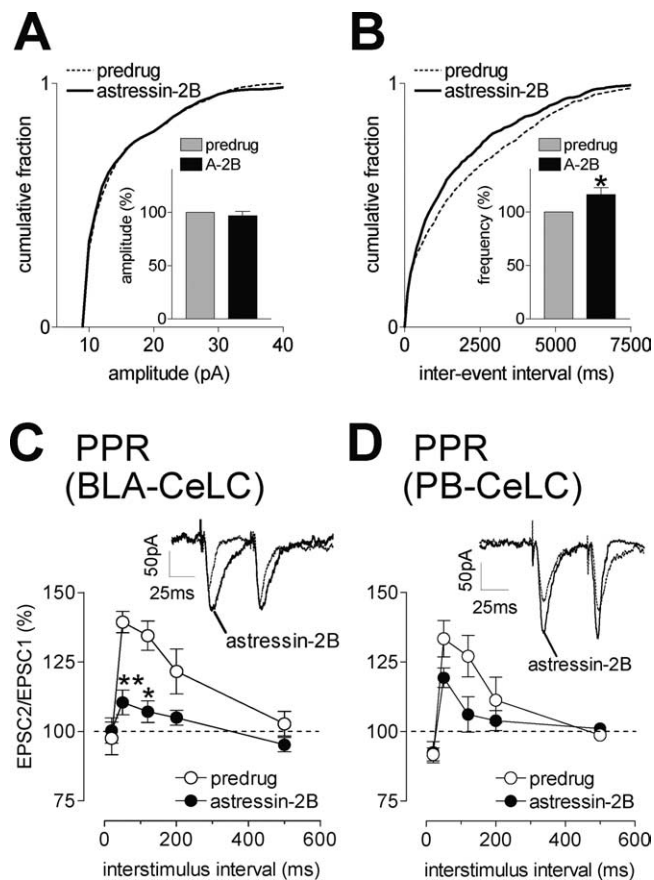 A
predrug
astressin-2B
1
cumulative fraction
0
10
20
30
40
amplitude (pA)
predrug
A-2B
amplitude (%)
100
50
0
B
predrug
astressin-2B
1
cumulative fraction
0
0
2500
5000
7500
inter-event interval (ms)
predrug
A-2B
*
frequency (%)
100
50
0
C
PPR
(BLA-CeLC)
50pA
25ms
astressin-2B
150
125
100
75
EPSC2/EPSC1 (%)
**
*
predrug
astressin-2B
0
200
400
600
interstimulus interval (ms)
D
PPR
(PB-CeLC)
50pA
25ms
astressin-2B
150
125
100
75
predrug
astressin-2B
0
200
400
600
interstimulus interval (ms)